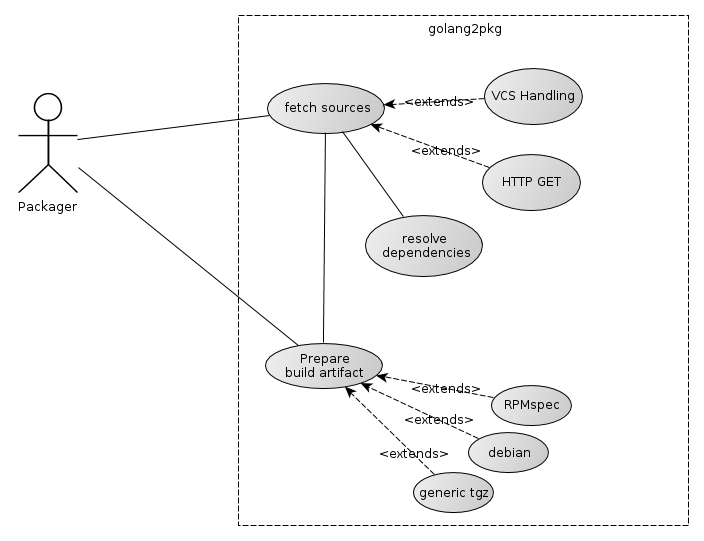 golang2pkg
fetch sources
<extends>
VCS Handling
<extends>
HTTP GET
Packager
resolve
dependencies
Prepare
build artifact
<extends>
RPMspec
<extends>
debian
<extends>
generic tgz